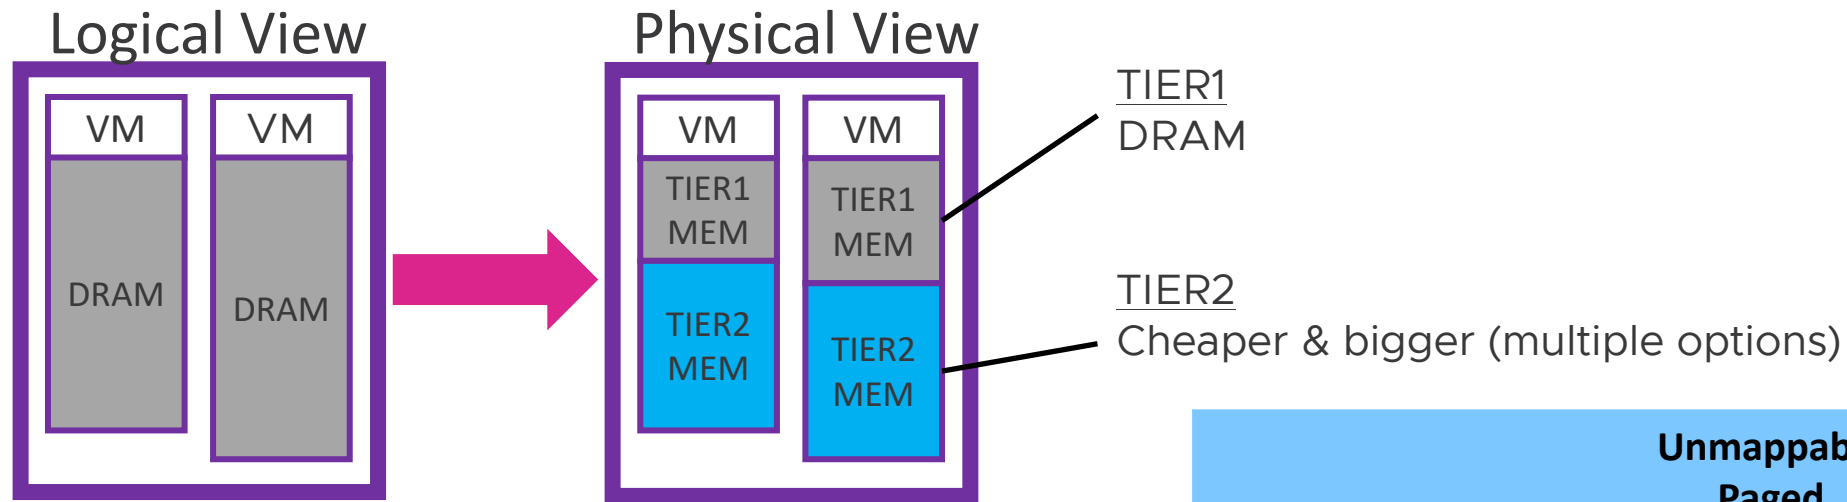 Logical View
VM
DRAM
VM
DRAM
Physical View
VM
TIER1
MEM
TIER2
MEM
VM
TIER1
MEM
TIER2
MEM
TIER1
DRAM
TIER2
Cheaper & bigger (multiple options)
Paged